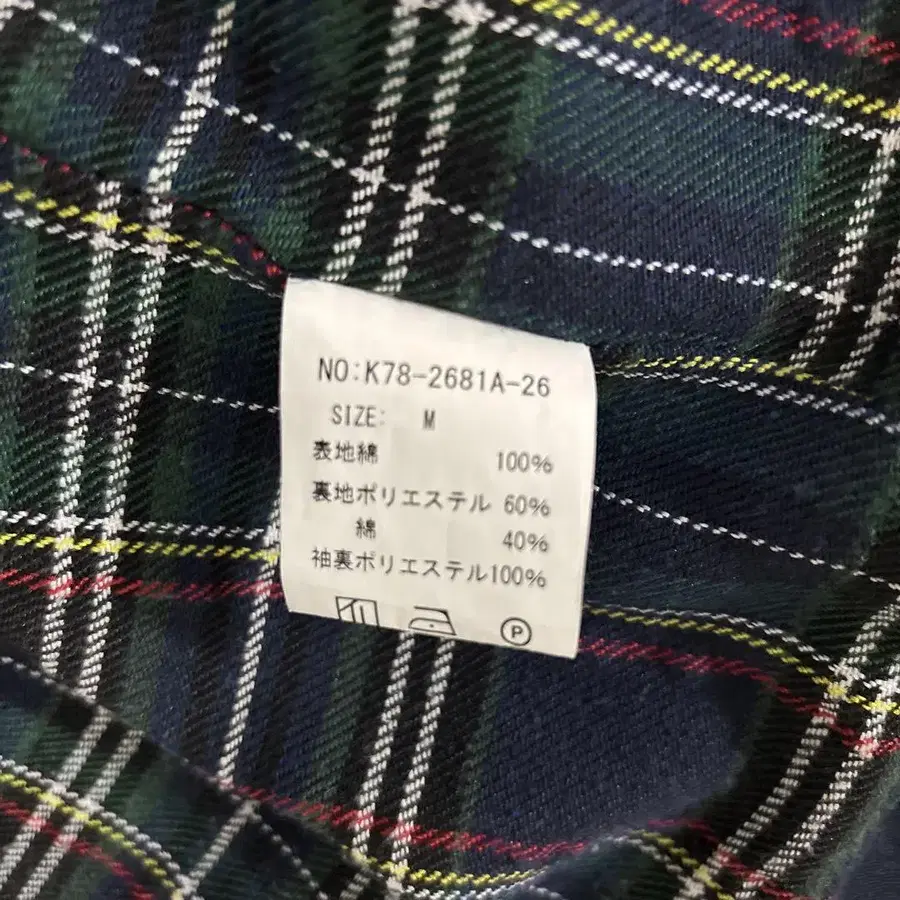 NO:K78-2681A-26
SIZE: M
表地綿 100%
裏地ポリエステル 60%
綿 40%
袖裏ポリエステル100%
P